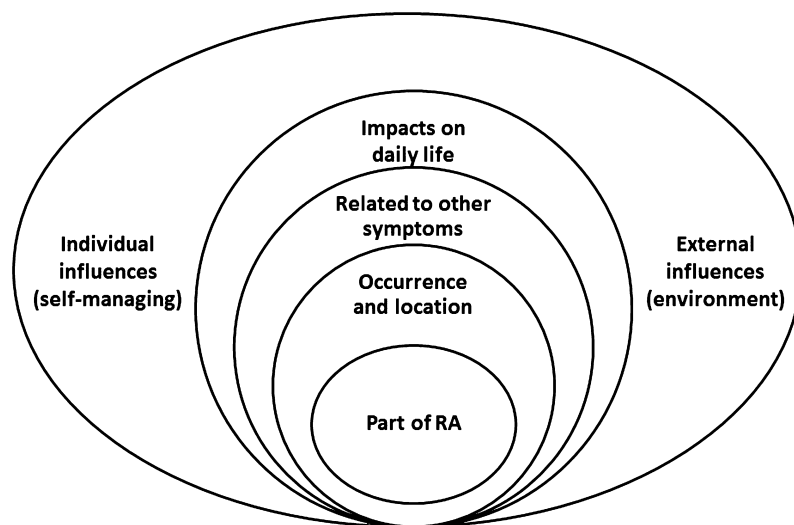 Impacts on
daily life
Related to other
symptoms
Individual
influences
(self-managing)
External
influences
(environment)
Occurrence
and location
Part of RA